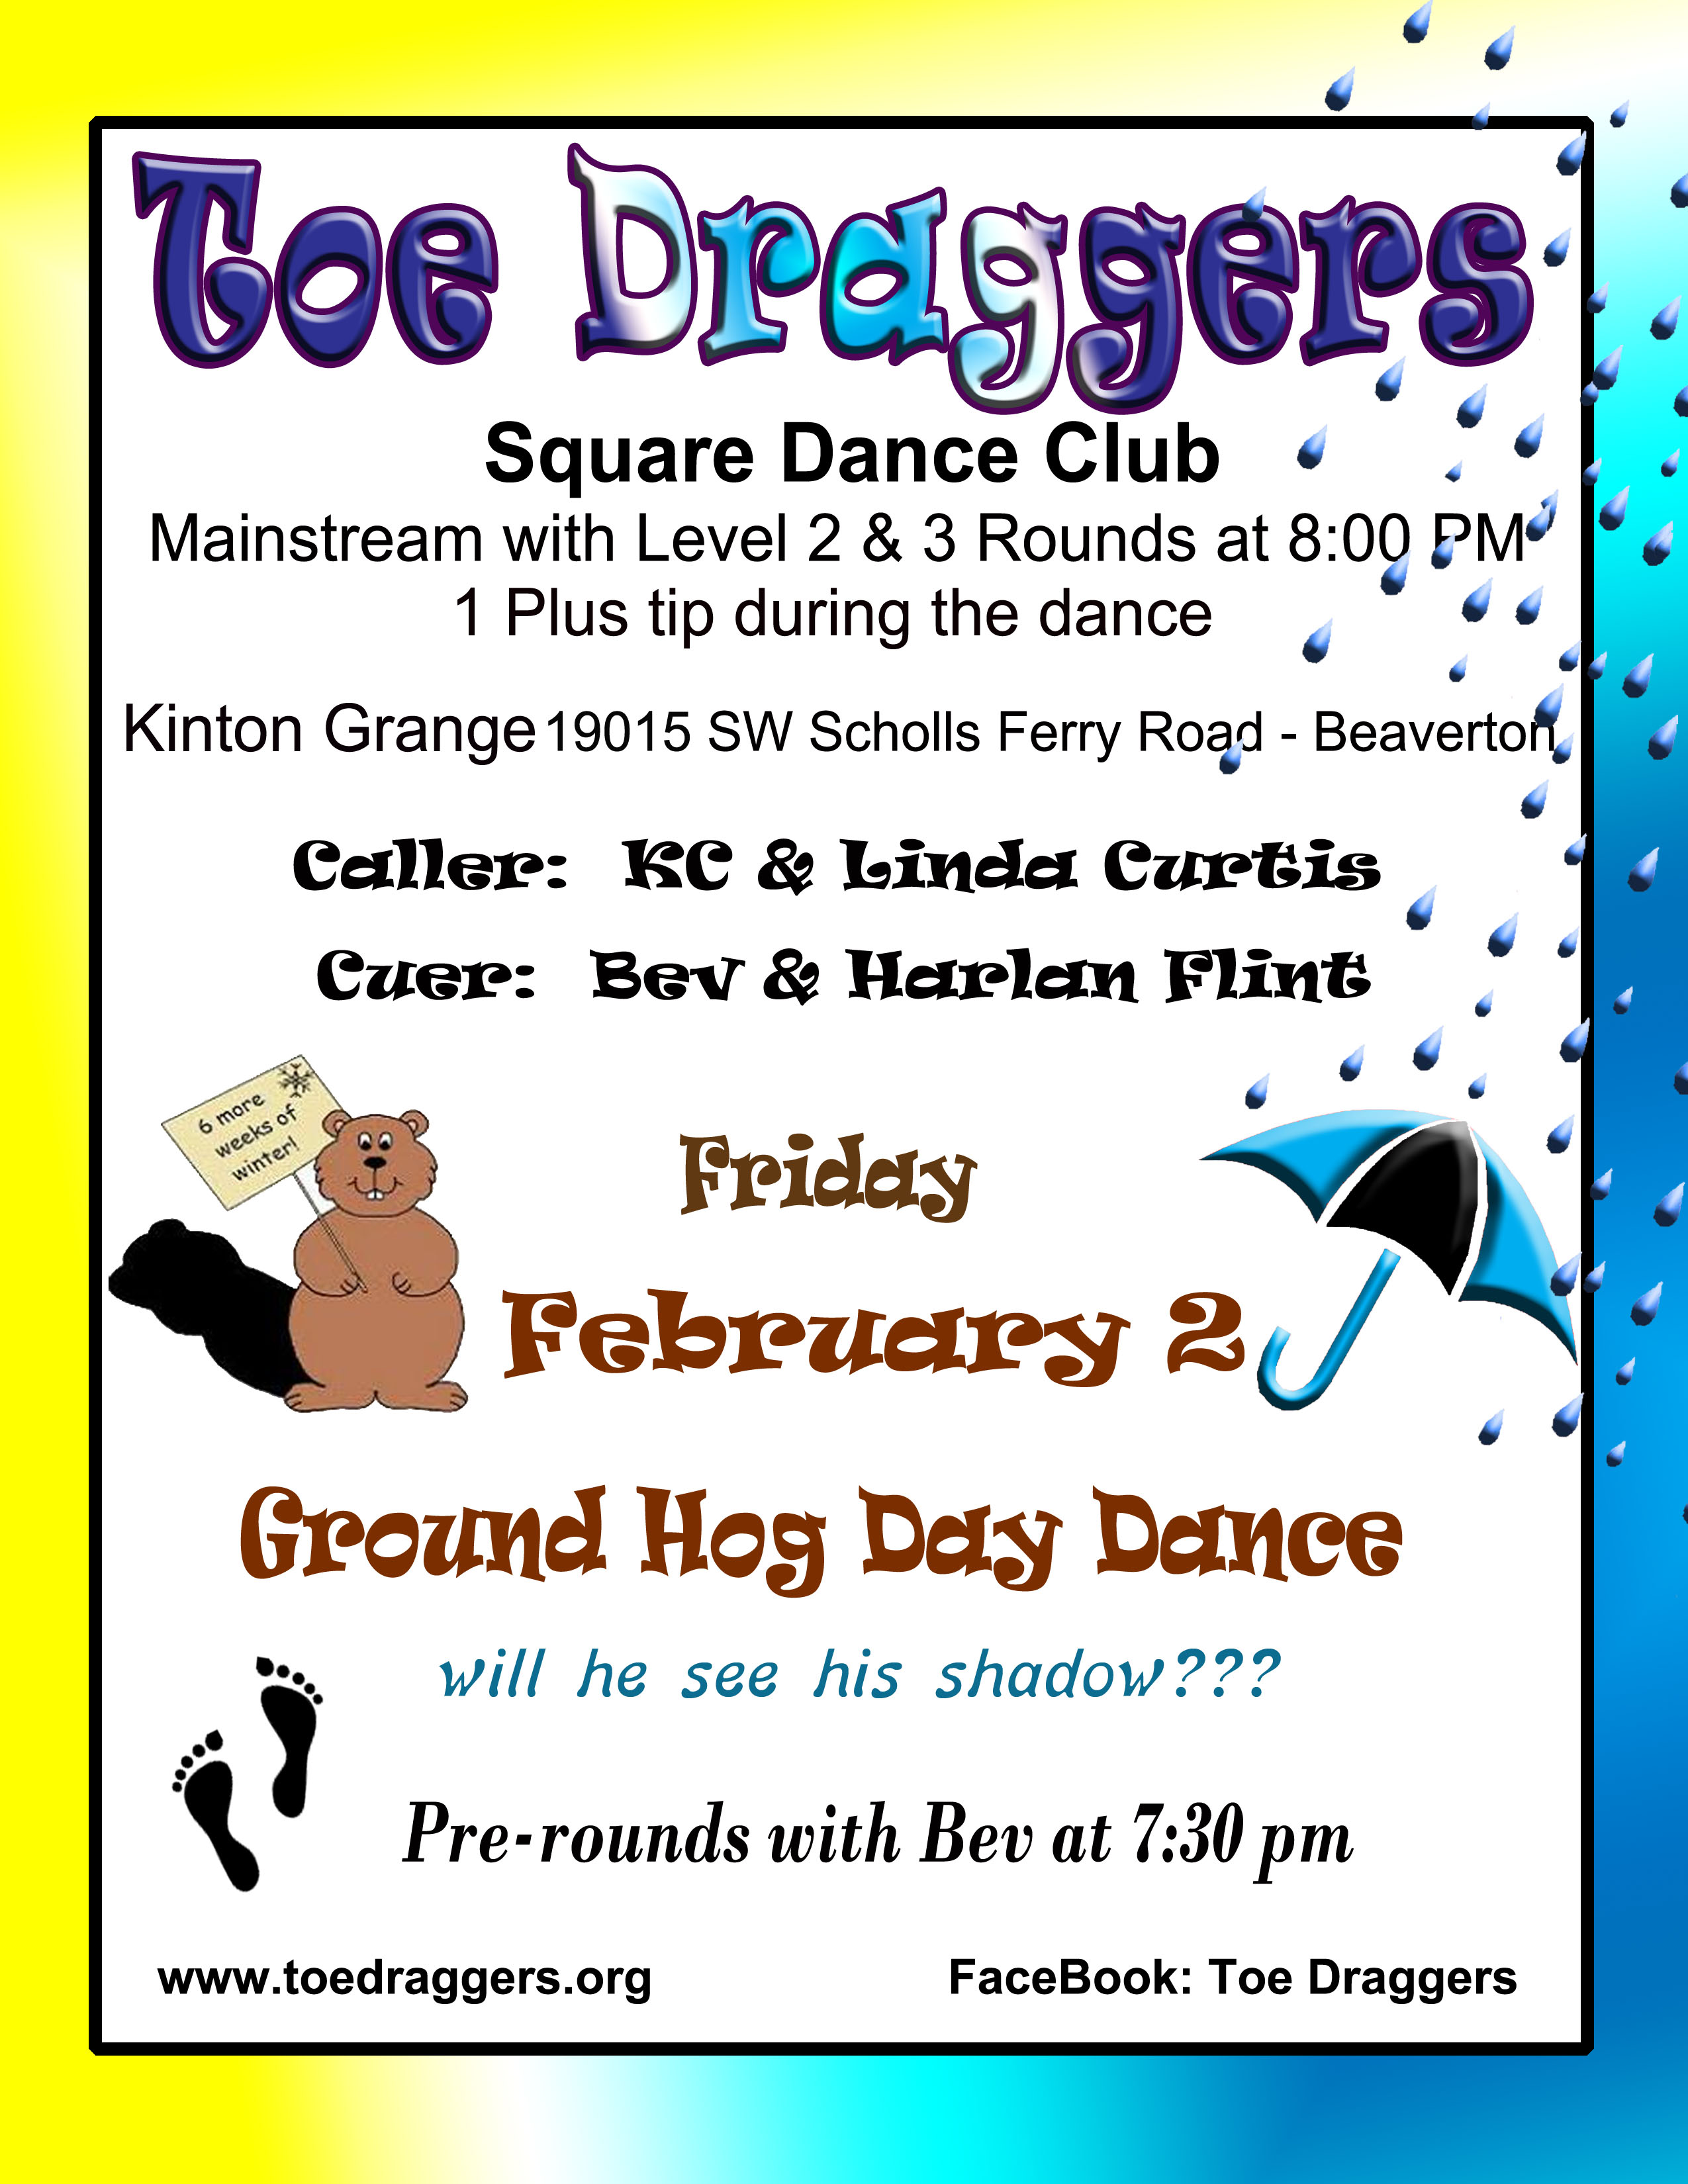 Toe Draggers
Square Dance Club
Mainstream with Level 2 & 3 Rounds at 8:00 PM
1 Plus tip during the dance
Kinton Grange 19015 SW Scholls Ferry Road - Beaverton
Caller: KC & Linda Curtis
Cuer: Bev & Harlan Flint
6 more
weeks of
winter!
Friday
February 2
Ground Hog Day Dance
will he see his shadow???
Pre-rounds with Bev at 7:30 pm
www.toedraggers.org
FaceBook: Toe Draggers